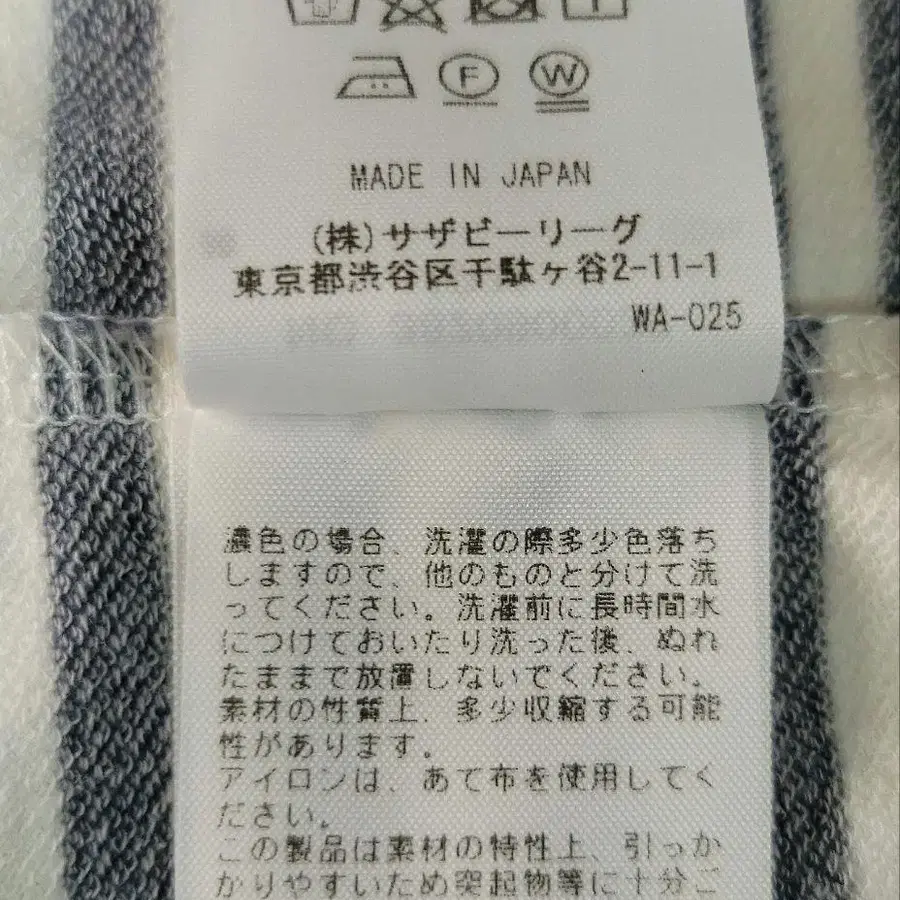 F W
MADE IN JAPAN
(株)サザビーリーグ
東京都渋谷区千駄ヶ谷2-11-1
WA-025
濃色の場合、洗濯の際多少色落ち
しますので、他のものと分けて洗
ってください。洗濯前に長時間水
につけておいたり洗った後、ぬれ
たままで放置しないでください。
素材の性質上、多少収縮する可能
性があります。
アイロンは、あて布を使用してく
ださい。
この製品は素材の特性上、引っか
かりやすいため突起物等に十分ご